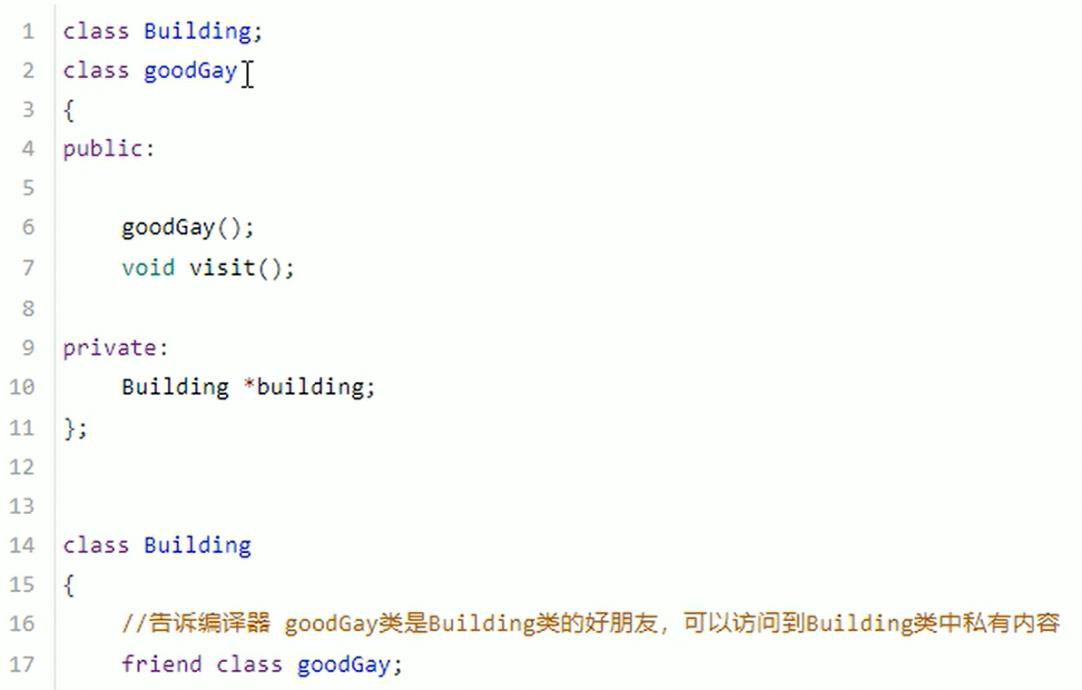 1 class Building;
2 class goodGay
3 {
4 public:
5
6 goodGay();
7 void visit();
8
9 private:
10 Building *building;
11 };
12
13
14 class Building
15 {
16 //告诉编译器 goodGay类是Building类的好朋友，可以访问到Building类中私有内容
17 friend class goodGay;